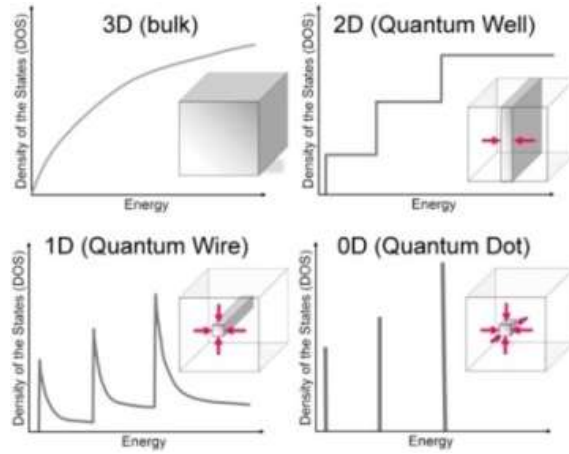 3D (bulk)
Density of the States (DOS)
Energy
2D (Quantum Well)
Density of the States (DOS)
Energy
1D (Quantum Wire)
Density of the States (DOS)
Energy
0D (Quantum Dot)
Density of the States (DOS)
Energy